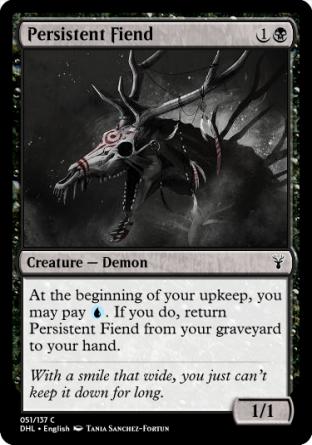 Persistent Fiend 1
Creature — Demon
At the beginning of your upkeep, you
may pay . If you do, return
Persistent Fiend from your graveyard
to your hand.
With a smile that wide, you just can't
keep it down for long.
1/1
051/137 C
DHL • English TANIA SANCHEZ-FORTUN